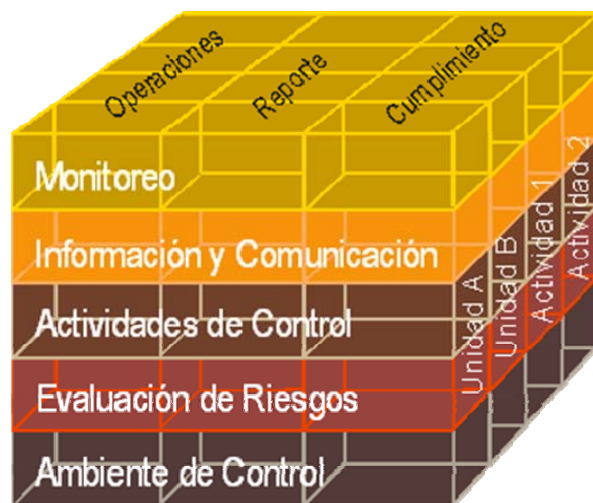 Operaciones
Reporte
Cumplimiento
Monitoreo
Información y Comunicación
Actividades de Control
Evaluación de Riesgos
Ambiente de Control
Unidad A
Unidad B
Actividad 1
Actividad 2